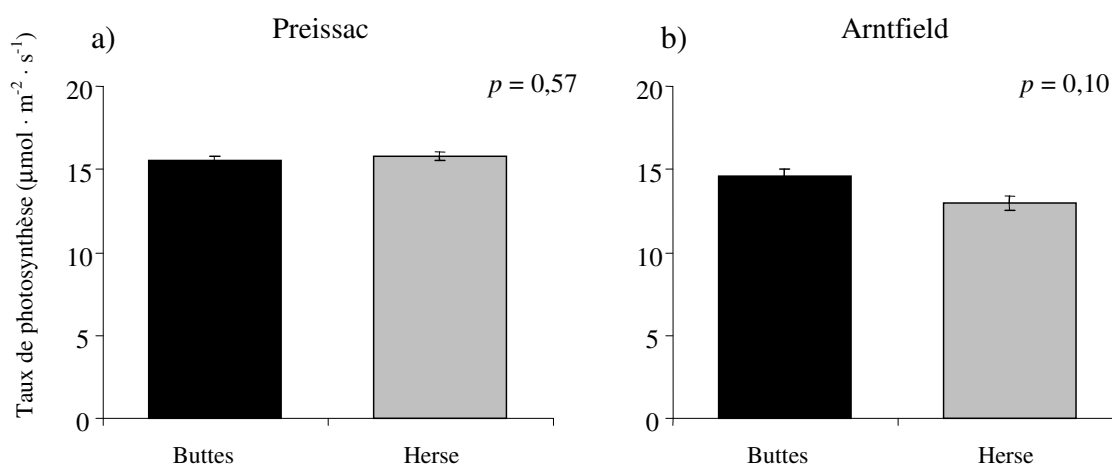 a) Preissac
b) Arntfield
p = 0,57
p = 0,10
Taux de photosynthèse (µmol · m-2 · s-1)
20
15
10
5
0
Buttes Herse
20
15
10
5
0
Buttes Herse